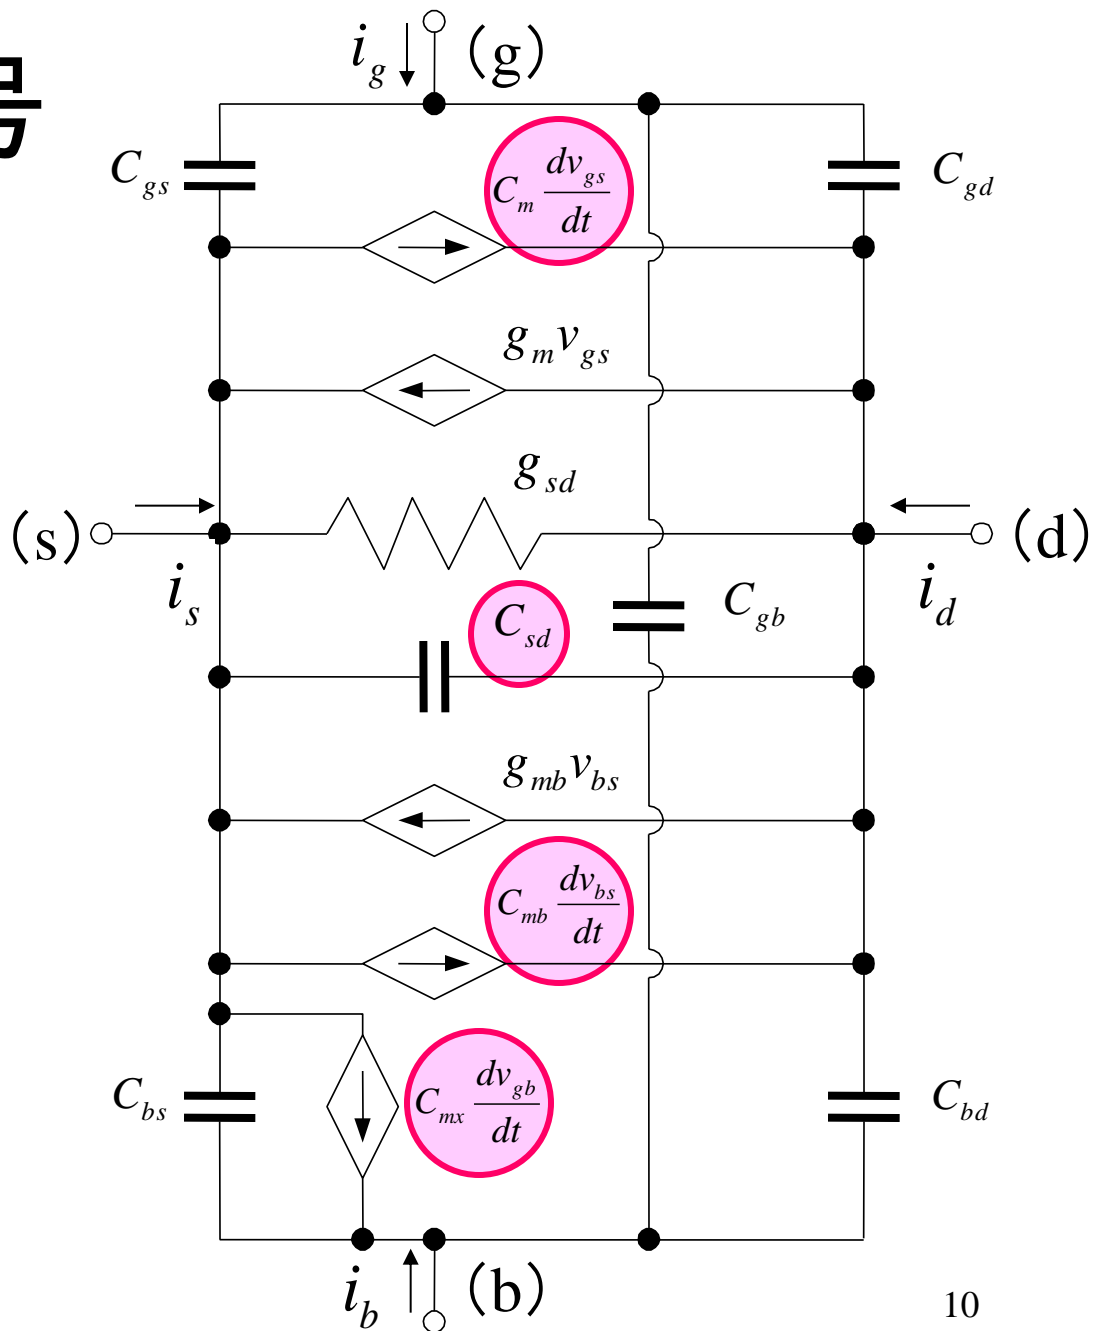 号
i_g (g)
C_gs
C_m dv_gs/dt
C_gd
g_m v_gs
g_sd
(s)
(d)
i_s
i_d
C_sd
C_gb
g_mb v_bs
C_mb dv_bs/dt
C_bs
C_mx dv_gb/dt
C_bd
i_b (b)
10